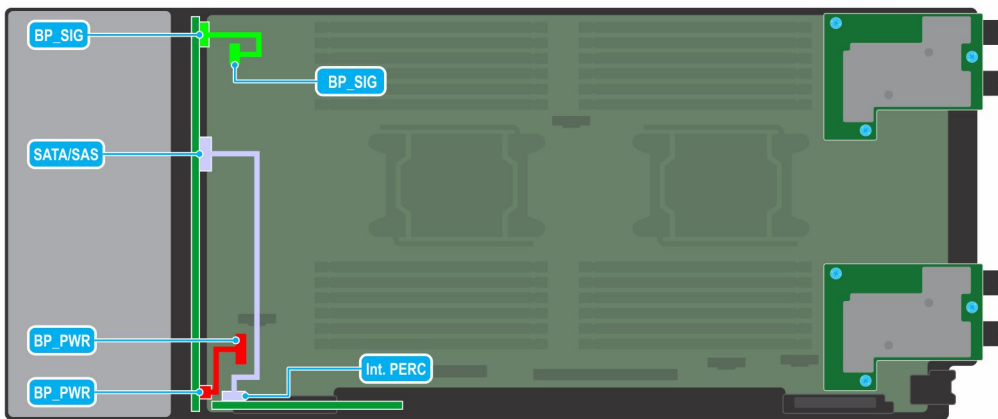 BP_SIG
BP_SIG
SATA/SAS
BP_PWR
Int. PERC
BP_PWR